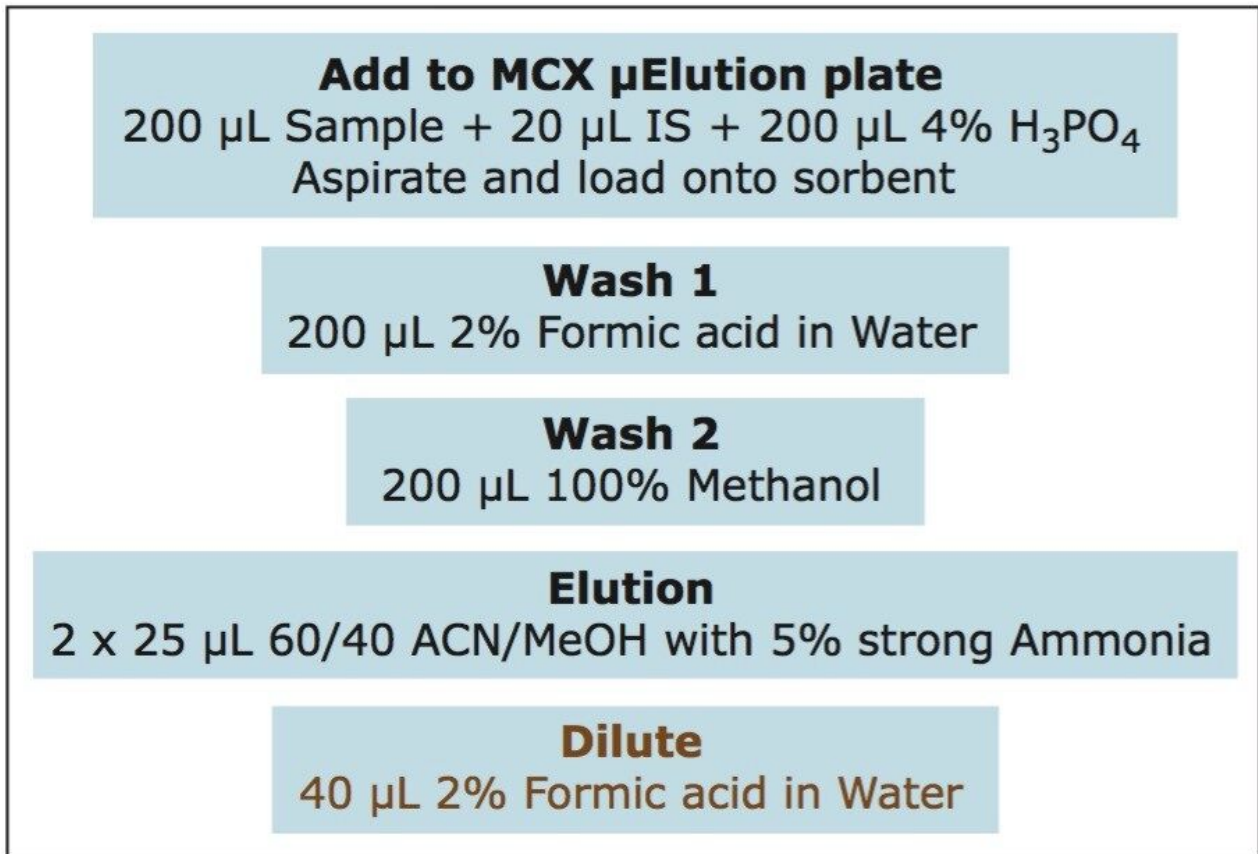 Add to MCX µElution plate
200 µL Sample + 20 µL IS + 200 µL 4% H₃PO₄
Aspirate and load onto sorbent
Wash 1
200 µL 2% Formic acid in Water
Wash 2
200 µL 100% Methanol
Elution
2 x 25 µL 60/40 ACN/MeOH with 5% strong Ammonia
Dilute
40 µL 2% Formic acid in Water